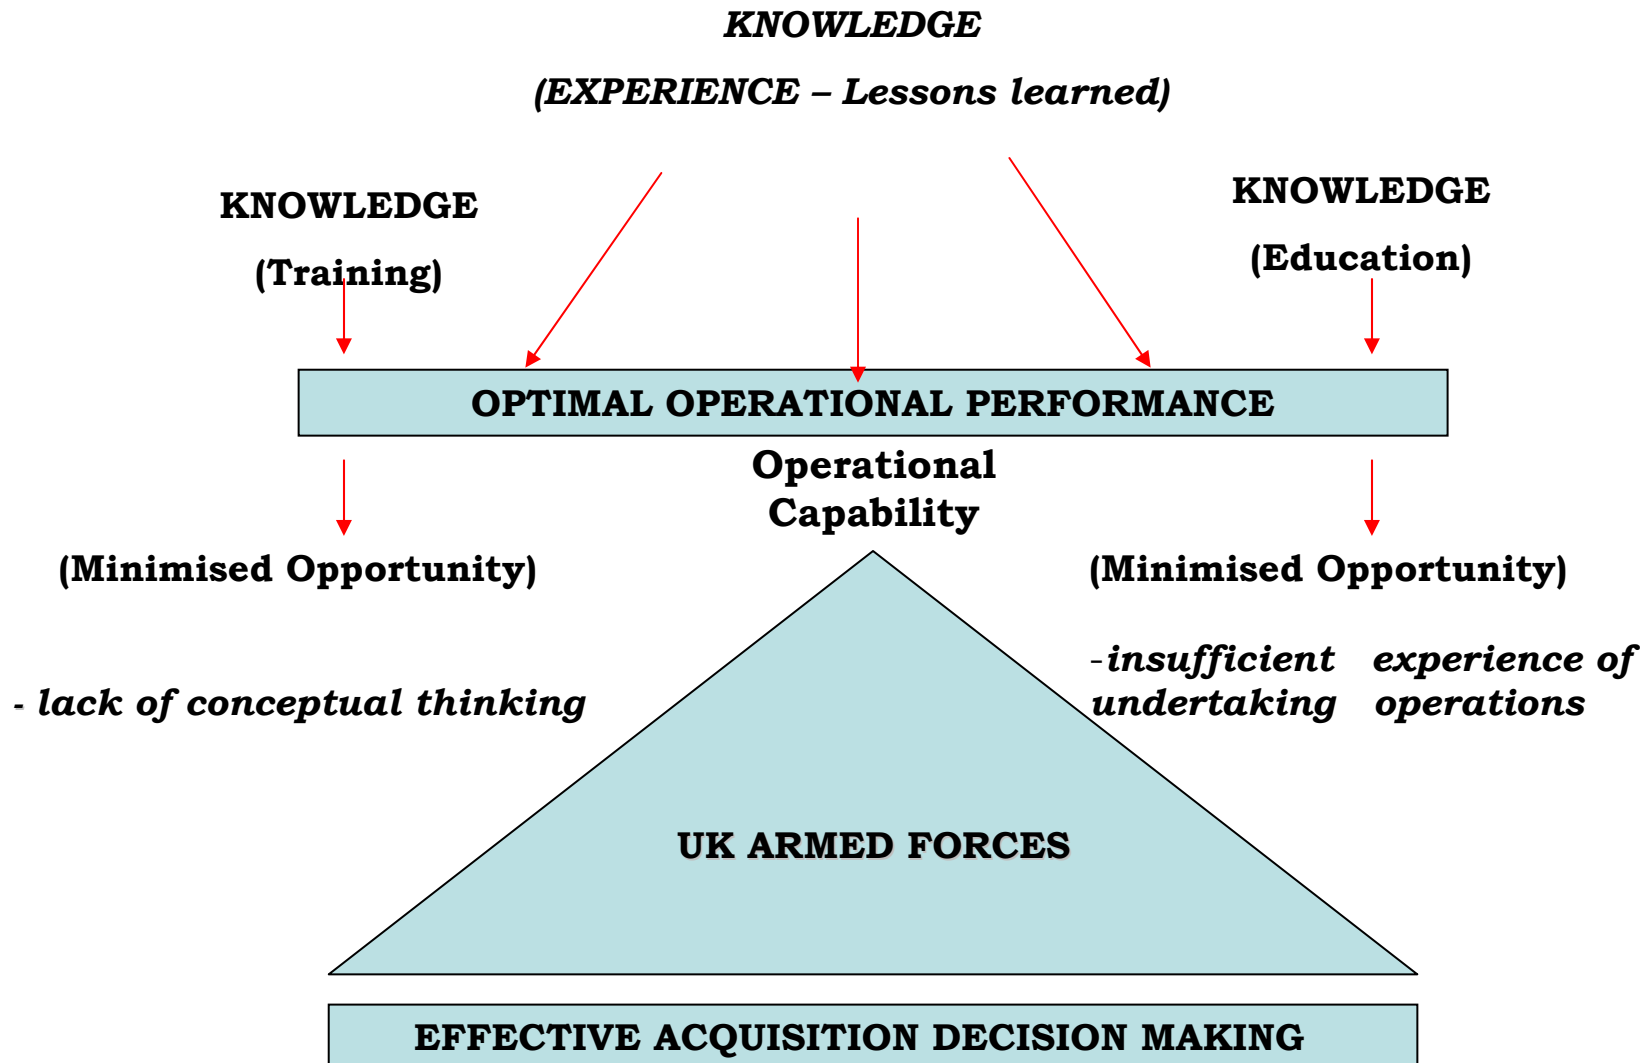 KNOWLEDGE
(EXPERIENCE – Lessons learned)
KNOWLEDGE
(Training)
KNOWLEDGE
(Education)
OPTIMAL OPERATIONAL PERFORMANCE
Operational
Capability
(Minimised Opportunity)
- lack of conceptual thinking
(Minimised Opportunity)
-insufficient experience of
undertaking operations
UK ARMED FORCES
EFFECTIVE ACQUISITION DECISION MAKING